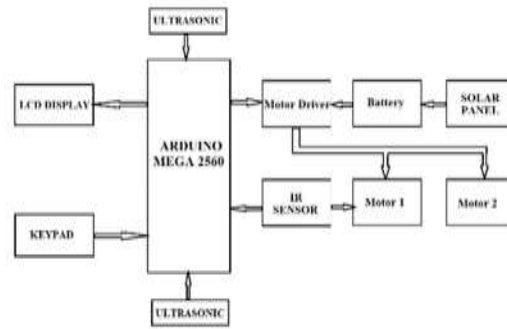 ULTRASONIC
LCD DISPLAY
ARDUINO
MEGA 2560
Motor Driver
Battery
SOLAR
PANEL
KEYPAD
IR
SENSOR
Motor 1
Motor 2
ULTRASONIC